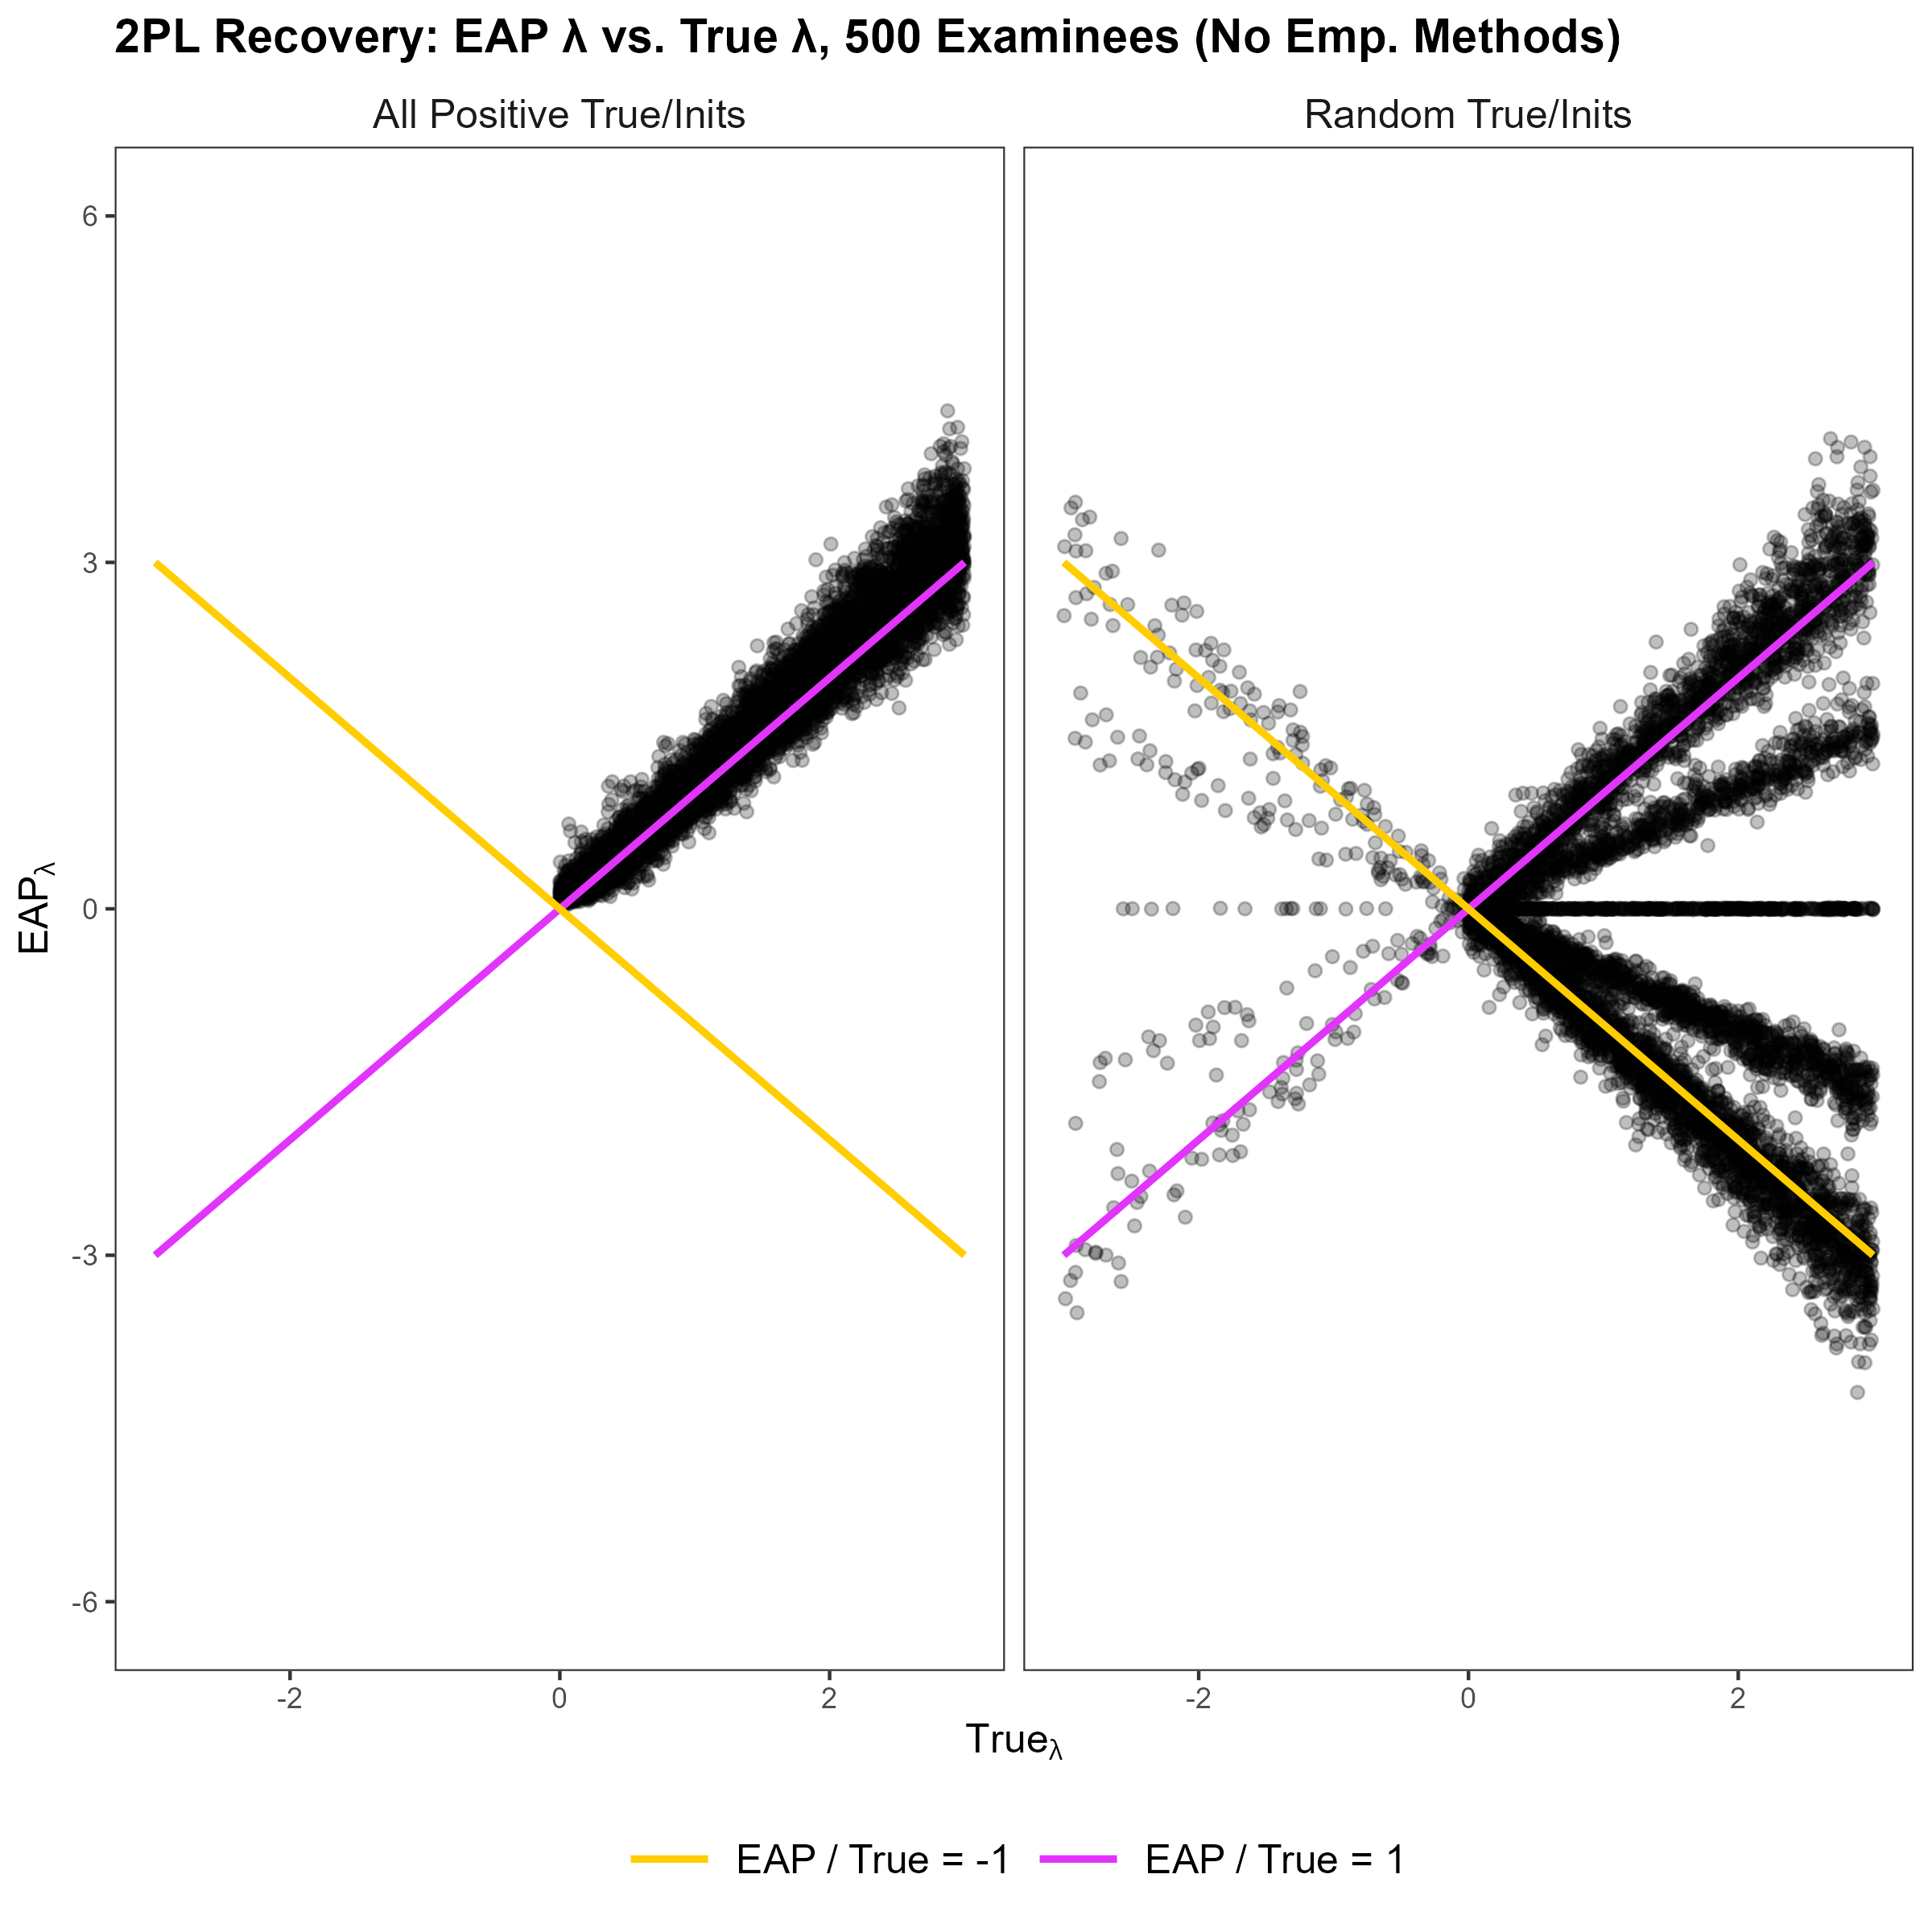 2PL Recovery: EAP λ vs. True λ, 500 Examinees (No Emp. Methods)
All Positive True/Inits
Random True/Inits
6
3
0
-3
-6
EAPλ
-2
0
2
-2
0
2
Trueλ
EAP / True = -1
EAP / True = 1